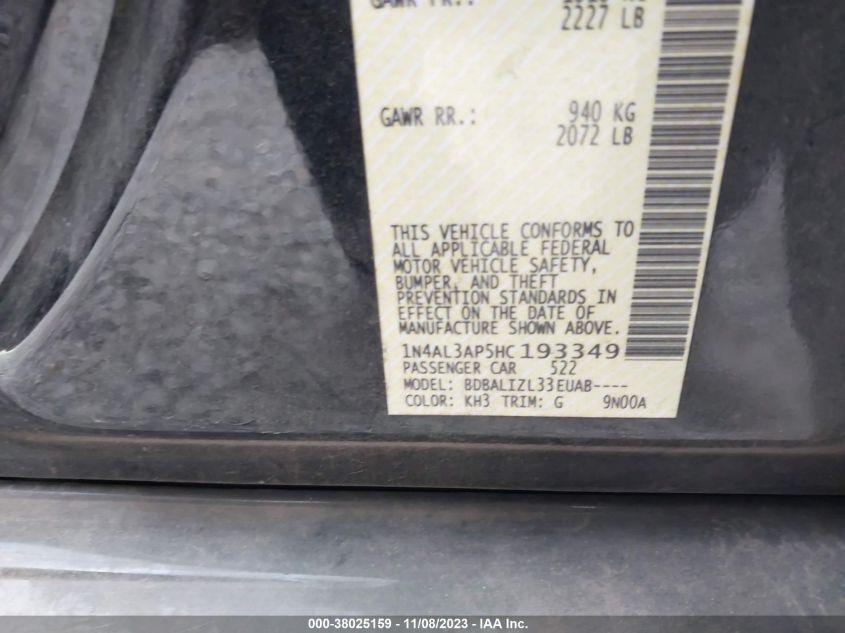 GAWR FR.:
2227 LB
GAWR RR.: 940 KG
2072 LB
THIS VEHICLE CONFORMS TO
ALL APPLICABLE FEDERAL
MOTOR VEHICLE SAFETY,
BUMPER, AND THEFT
PREVENTION STANDARDS IN
EFFECT ON THE DATE OF
MANUFACTURE SHOWN ABOVE.
1N4AL3AP5HC193349
PASSENGER CAR 522
MODEL: BDBALIZL33EUAB----
COLOR: KH3 TRIM: G 9N00A
000-38025159 - 11/08/2023 - IAA Inc.